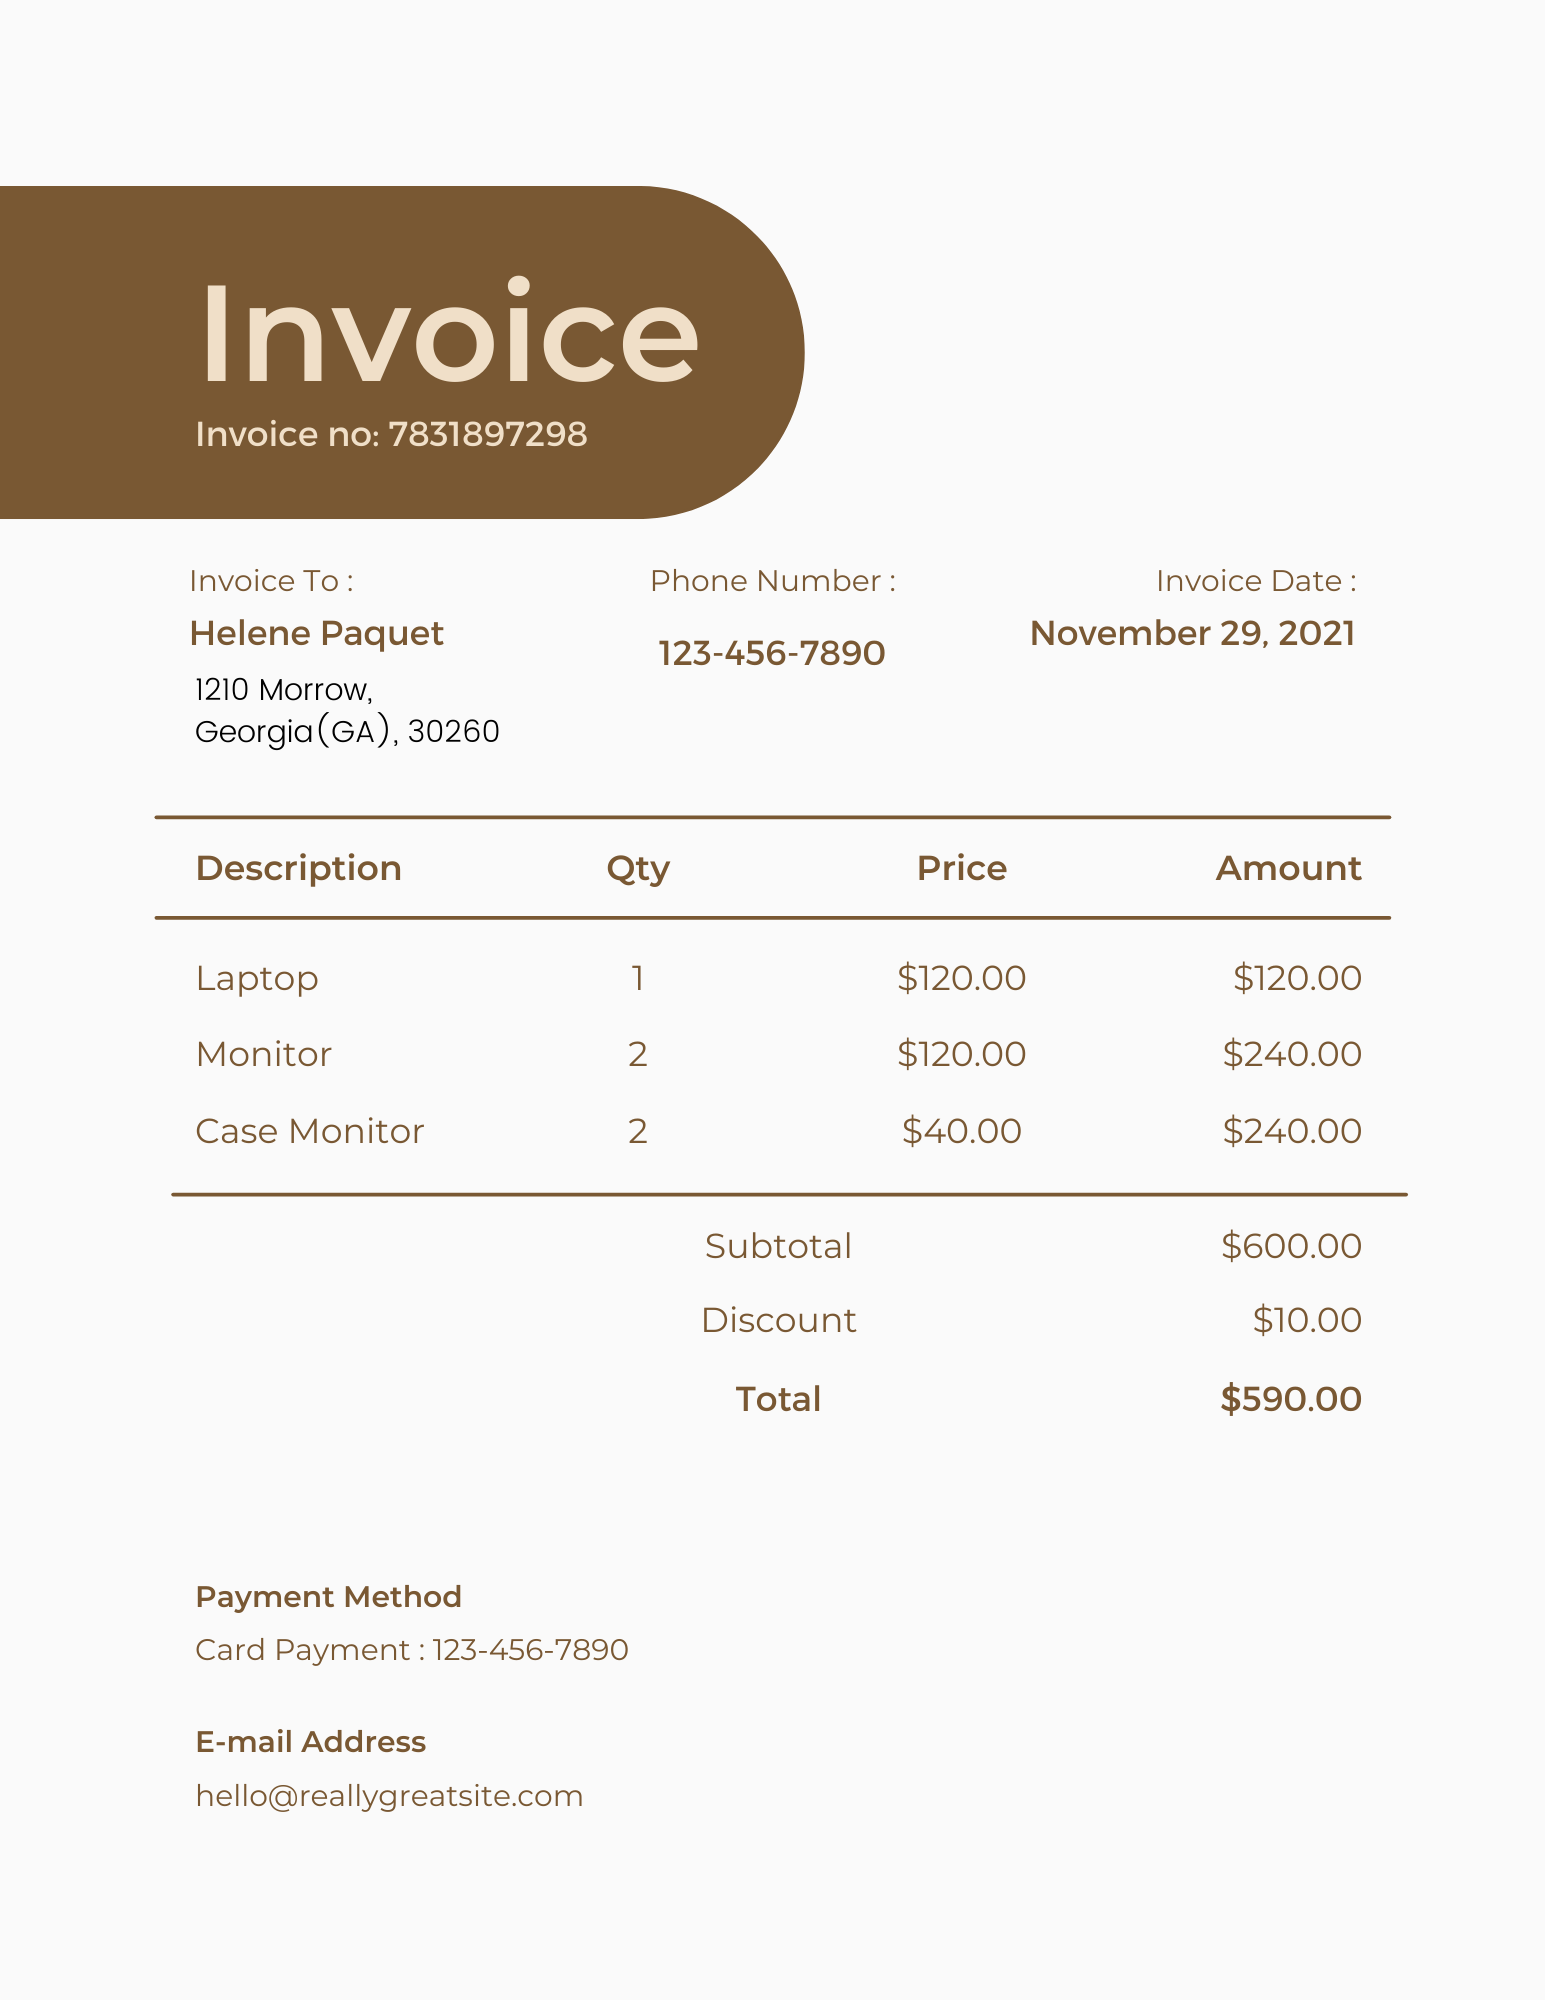 Invoice
Invoice no: 7831897298
Invoice To : Phone Number : Invoice Date :
Helene Paquet 123-456-7890 November 29, 2021
1210 Morrow,
Georgia(GA), 30260
Description Qty Price Amount
Laptop 1 $120.00 $120.00
Monitor 2 $120.00 $240.00
Case Monitor 2 $40.00 $240.00
Subtotal $600.00
Discount $10.00
Total $590.00
Payment Method
Card Payment : 123-456-7890
E-mail Address
hello@reallygreatsite.com